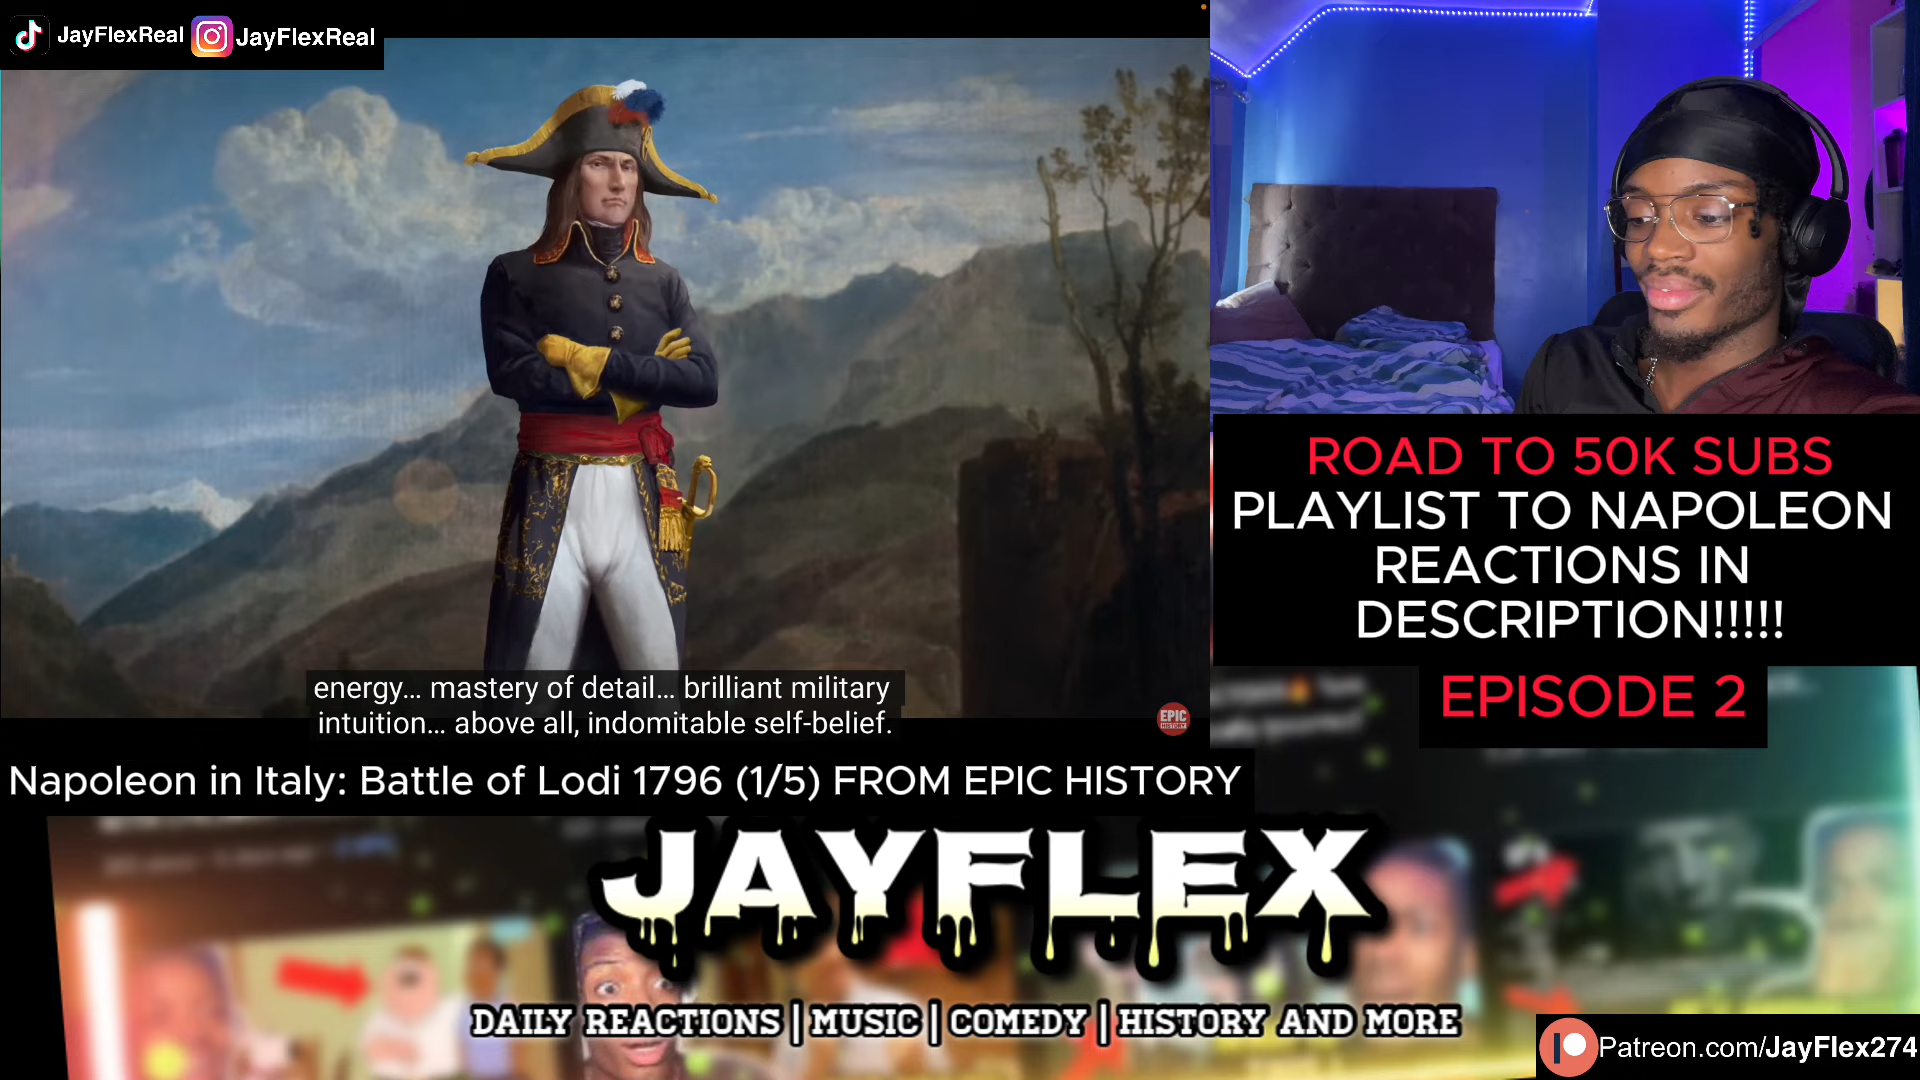 JayFlexReal
JayFlexReal
ROAD TO 50K SUBS
PLAYLIST TO NAPOLEON
REACTIONS IN
DESCRIPTION!!!!!
EPISODE 2
energy... mastery of detail... brilliant military
intuition... above all, indomitable self-belief.
EPIC
HISTORY
Napoleon in Italy: Battle of Lodi 1796 (1/5) FROM EPIC HISTORY
JAYFLEX
DAILY REACTIONS | MUSIC | COMEDY | HISTORY AND MORE
Patreon.com/JayFlex274